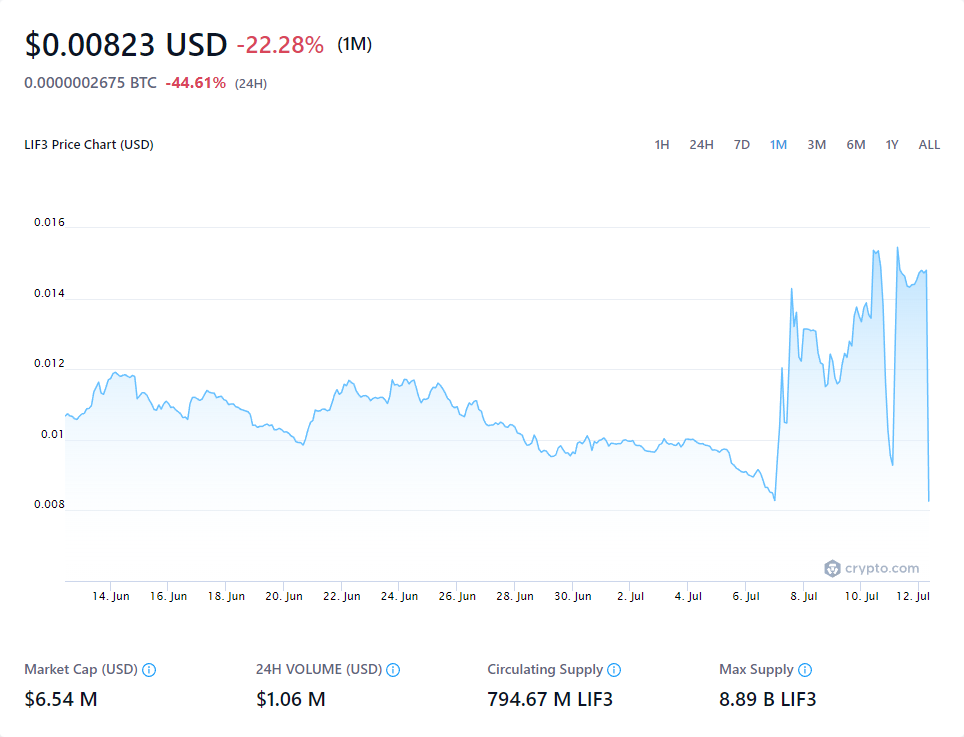 $0.00823 USD -22.28% (1M)
0.0000002675 BTC -44.61% (24H)
LIF3 Price Chart (USD)
1H 24H 7D 1M 3M 6M 1Y ALL
0.016
0.014
0.012
0.01
0.008
crypto.com
14. Jun 16. Jun 18. Jun 20. Jun 22. Jun 24. Jun 26. Jun 28. Jun 30. Jun 2. Jul 4. Jul 6. Jul 8. Jul 10. Jul 12. Jul
Market Cap (USD) 24H VOLUME (USD) Circulating Supply Max Supply
$6.54 M $1.06 M 794.67 M LIF3 8.89 B LIF3